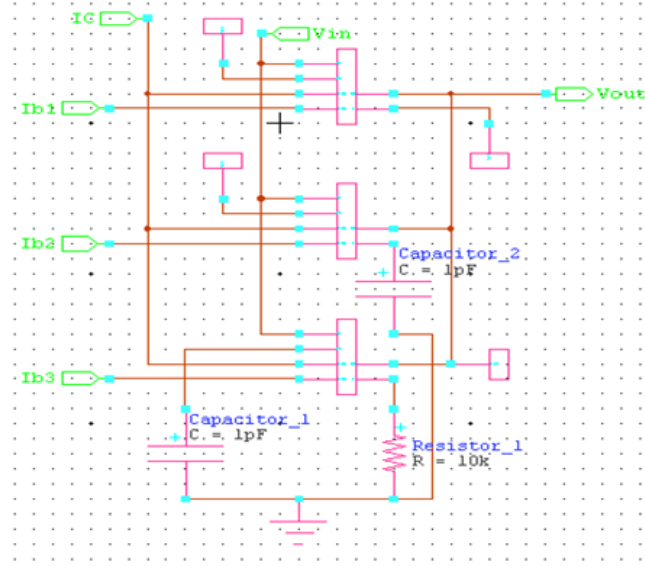 IC
Vin
Ib1
Vout
Ib2
Capacitor_2
C = 1pF
Ib3
Capacitor_1
C = 1pF
Resistor_1
R = 10k